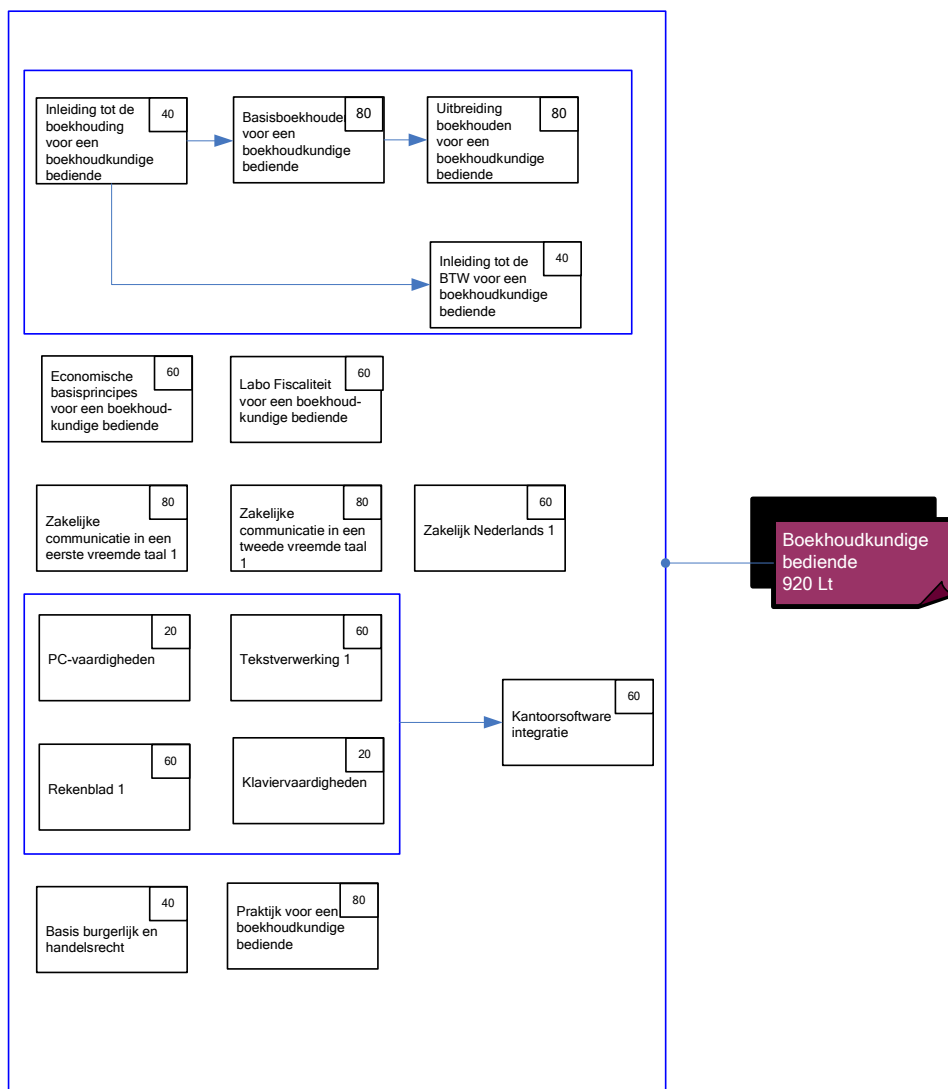 Inleiding tot de
boekhouding
voor een
boekhoudkundige
bediende
40
Basisboekhouden
voor een
boekhoudkundige
bediende
80
Uitbreiding
boekhouden
voor een
boekhoudkundige
bediende
80
Inleiding tot de
BTW voor een
boekhoudkundige
bediende
40
Economische
basisprincipes
voor een boekhoud-
kundige bediende
60
Labo Fiscaliteit
voor een boekhoud-
kundige bediende
60
Zakelijke
communicatie in een
eerste vreemde taal 1
80
Zakelijke
communicatie in een
tweede vreemde taal
1
80
Zakelijk Nederlands 1
60
Boekhoudkundige
bediende
920 Lt
PC-vaardigheden
20
Tekstverwerking 1
60
Kantoorsoftware
integratie
60
Rekenblad 1
60
Klaviervaardigheden
20
Basis burgerlijk en
handelsrecht
40
Praktijk voor een
boekhoudkundige
bediende
80